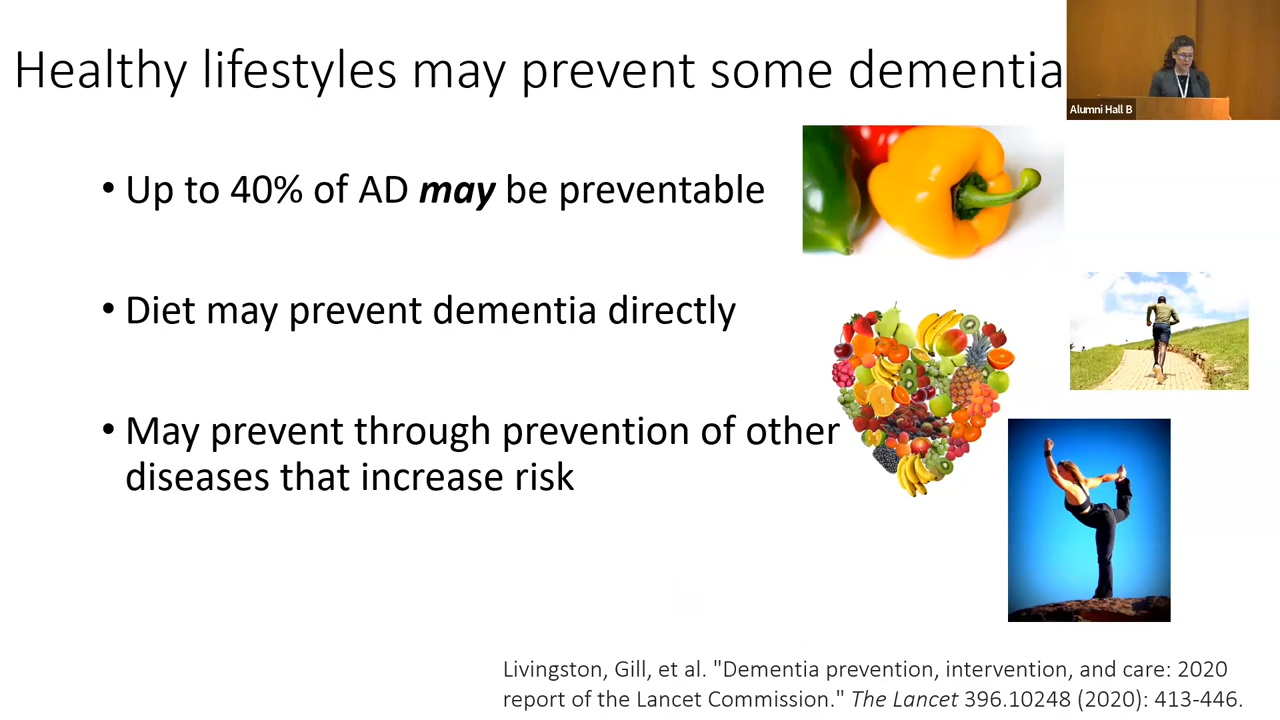 Healthy lifestyles may prevent some dementia
Alumni Hall B
• Up to 40% of AD may be preventable
• Diet may prevent dementia directly
• May prevent through prevention of other
diseases that increase risk
Livingston, Gill, et al. "Dementia prevention, intervention, and care: 2020
report of the Lancet Commission." The Lancet 396.10248 (2020): 413-446.